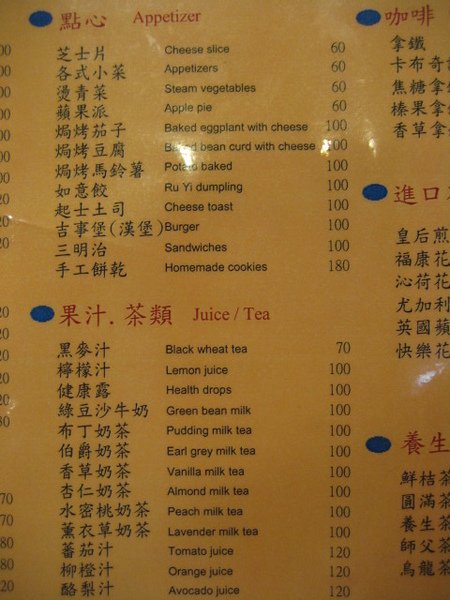 點心 Appetizer
芝士片 Cheese slice 60
各式小菜 Appetizers 60
燙青菜 Steam vegetables 60
蘋果派 Apple pie 60
焗烤茄子 Baked eggplant with cheese 100
焗烤豆腐 Baked bean curd with cheese 100
焗烤馬鈴薯 Potato baked 100
如意餃 Ru Yi dumpling 100
起士土司 Cheese toast 100
吉事堡(漢堡) Burger 100
三明治 Sandwiches 100
手工餅乾 Homemade cookies 180
果汁.茶類 Juice / Tea
黑麥汁 Black wheat tea 70
檸檬汁 Lemon juice 100
健康露 Health drops 100
綠豆沙牛奶 Green bean milk 100
布丁奶茶 Pudding milk tea 100
伯爵奶茶 Earl grey milk tea 100
香草奶茶 Vanilla milk tea 100
杏仁奶茶 Almond milk tea 100
水密桃奶茶 Peach milk tea 100
薰衣草奶茶 Lavender milk tea 100
蕃茄汁 Tomato juice 120
柳橙汁 Orange juice 120
酪梨汁 Avocado juice 120
咖啡
拿鐵
卡布奇
焦糖拿
榛果拿
香草拿
進口
皇后煎
福康花
沁荷花
尤加利
英國蘋
快樂花
養生
鮮桔茶
圓滿茶
養生茶
師父茶
烏龍茶